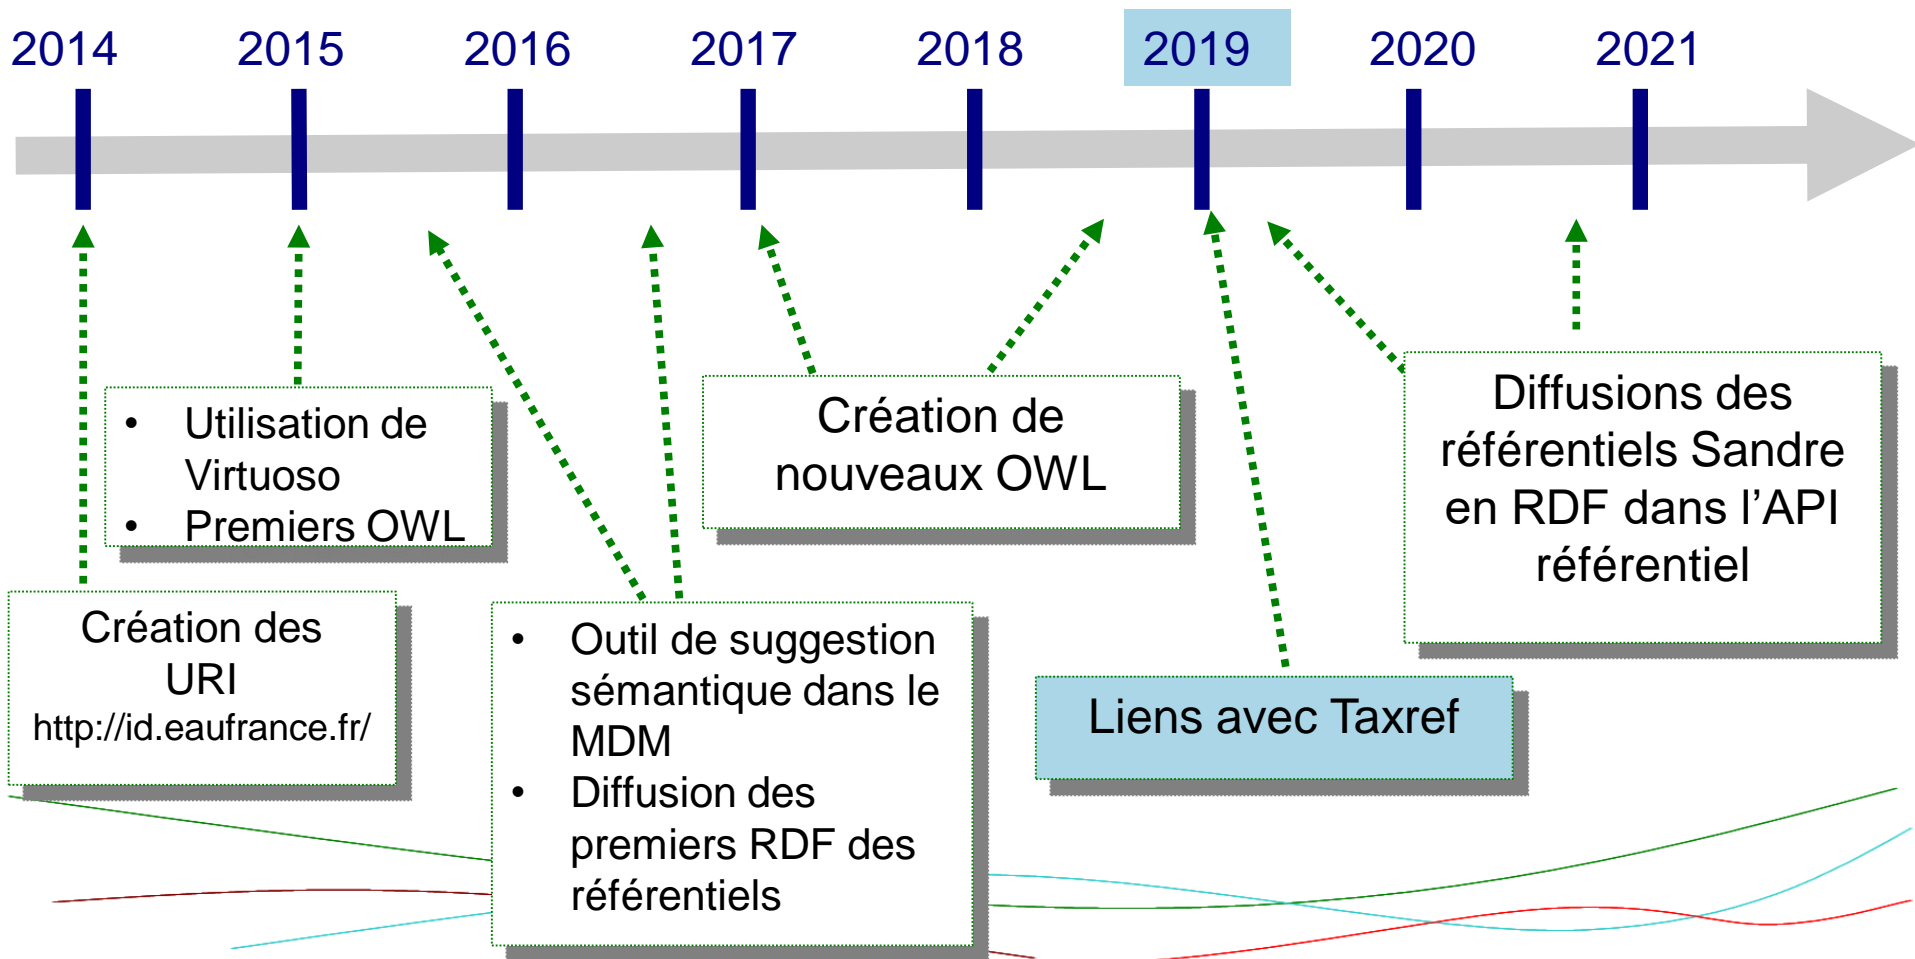 2014 2015 2016 2017 2018 2019 2020 2021
• Utilisation de
Virtuoso
• Premiers OWL
Création de
nouveaux OWL
Diffusions des
référentiels Sandre
en RDF dans l’API
référentiel
Création des
URI
http://id.eaufrance.fr/
• Outil de suggestion
sémantique dans le
MDM
• Diffusion des
premiers RDF des
référentiels
Liens avec Taxref